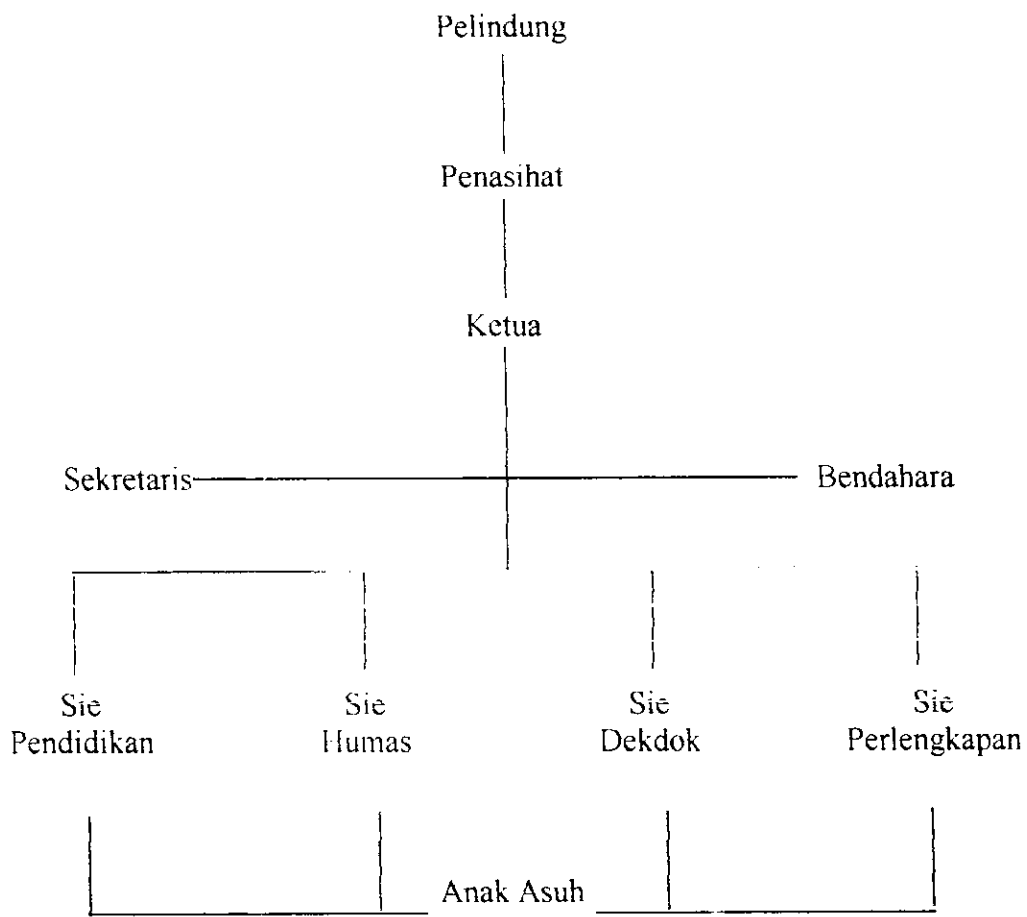 Pelindung
Penasihat
Ketua
Sekretaris
Bendahara
Sie
Pendidikan
Sie
Humas
Sie
Dekdok
Sie
Perlengkapan
Anak Asuh